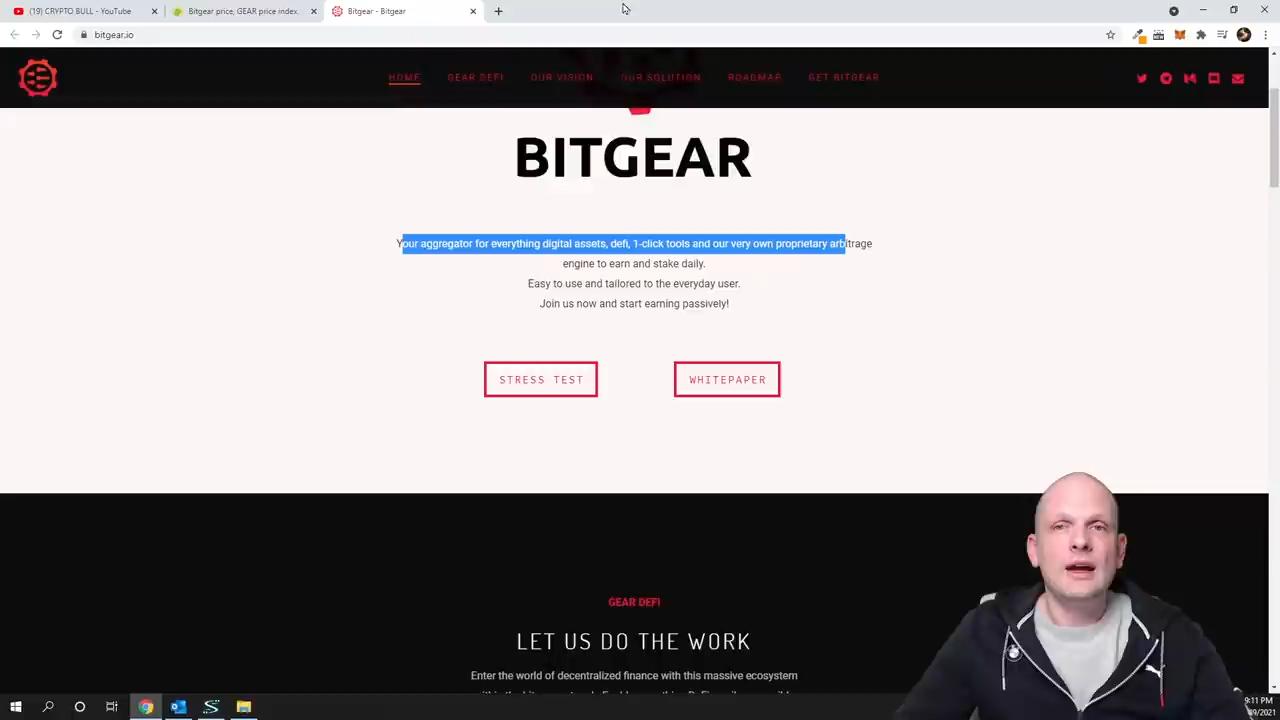 (19) CRYPTO BULL - YouTube
Bitgear price, GEAR price index,
Bitgear - Bitgear
bitgear.io
HOME
GEAR DEFI
OUR VISION
OUR SOLUTION
ROADMAP
GET BITGEAR
BITGEAR
Your aggregator for everything digital assets, defi, 1-click tools and our very own proprietary arbitrage
engine to earn and stake daily.
Easy to use and tailored to the everyday user.
Join us now and start earning passively!
STRESS TEST
WHITEPAPER
GEAR DEFI
LET US DO THE WORK
Enter the world of decentralized finance with this massive ecosystem
9:11 PM